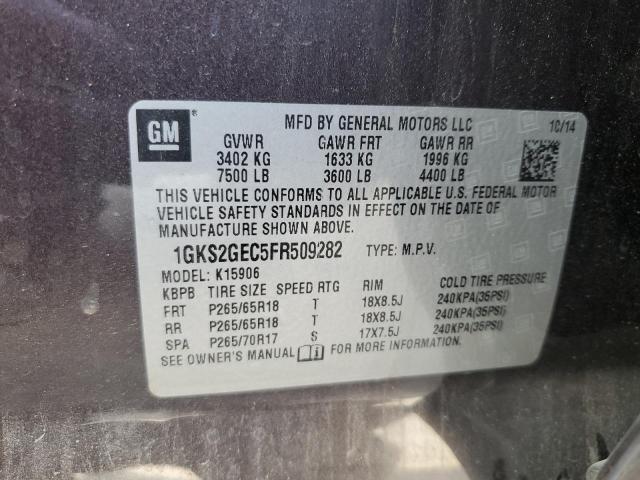 GM ® MFD BY GENERAL MOTORS LLC 10/14
GVWR GAWR FRT GAWR RR
3402 KG 1633 KG 1996 KG
7500 LB 3600 LB 4400 LB
THIS VEHICLE CONFORMS TO ALL APPLICABLE U.S. FEDERAL MOTOR
VEHICLE SAFETY STANDARDS IN EFFECT ON THE DATE OF
MANUFACTURE SHOWN ABOVE.
1GKS2GEC5FR509282 TYPE: M.P.V.
MODEL: K15906
KBPB TIRE SIZE SPEED RTG RIM COLD TIRE PRESSURE
FRT P265/65R18 T 18X8.5J 240KPA(35PSI)
RR P265/65R18 T 18X8.5J 240KPA(35PSI)
SPA P265/70R17 S 17X7.5J 240KPA(35PSI)
SEE OWNER'S MANUAL FOR MORE INFORMATION.